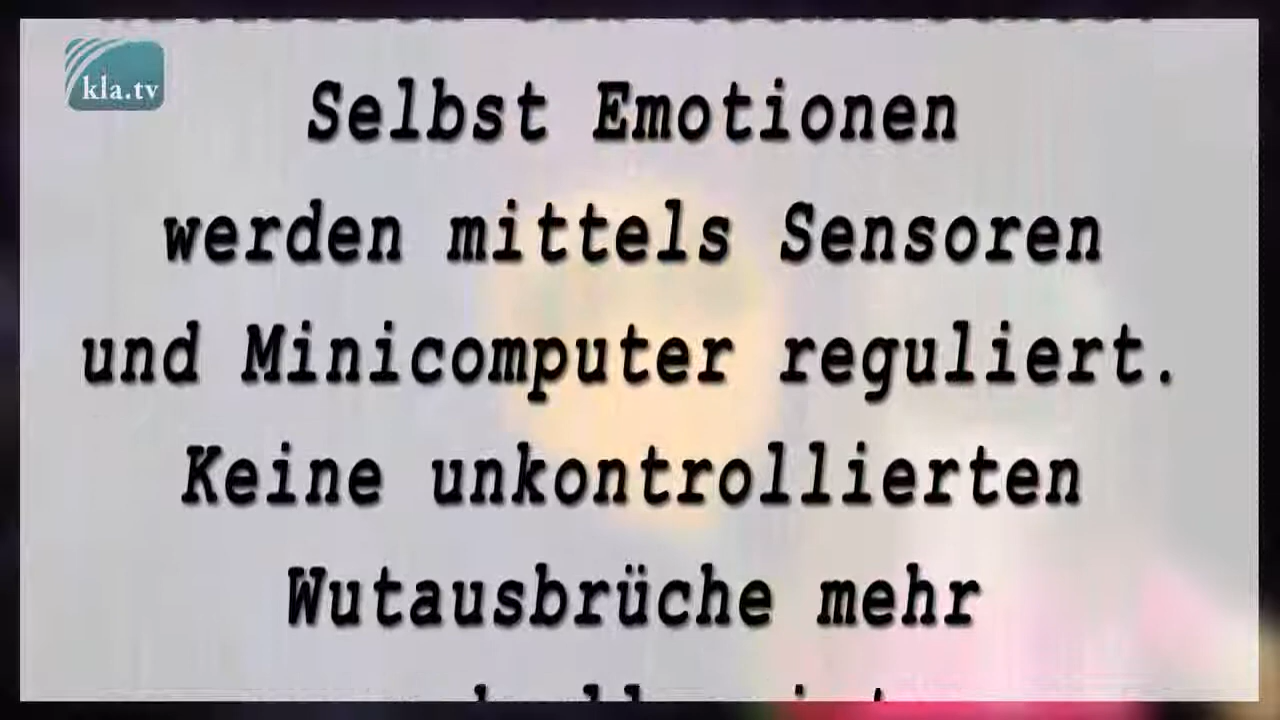 kla.tv
Selbst Emotionen
werden mittels Sensoren
und Minicomputer reguliert.
Keine unkontrollierten
Wutausbrüche mehr